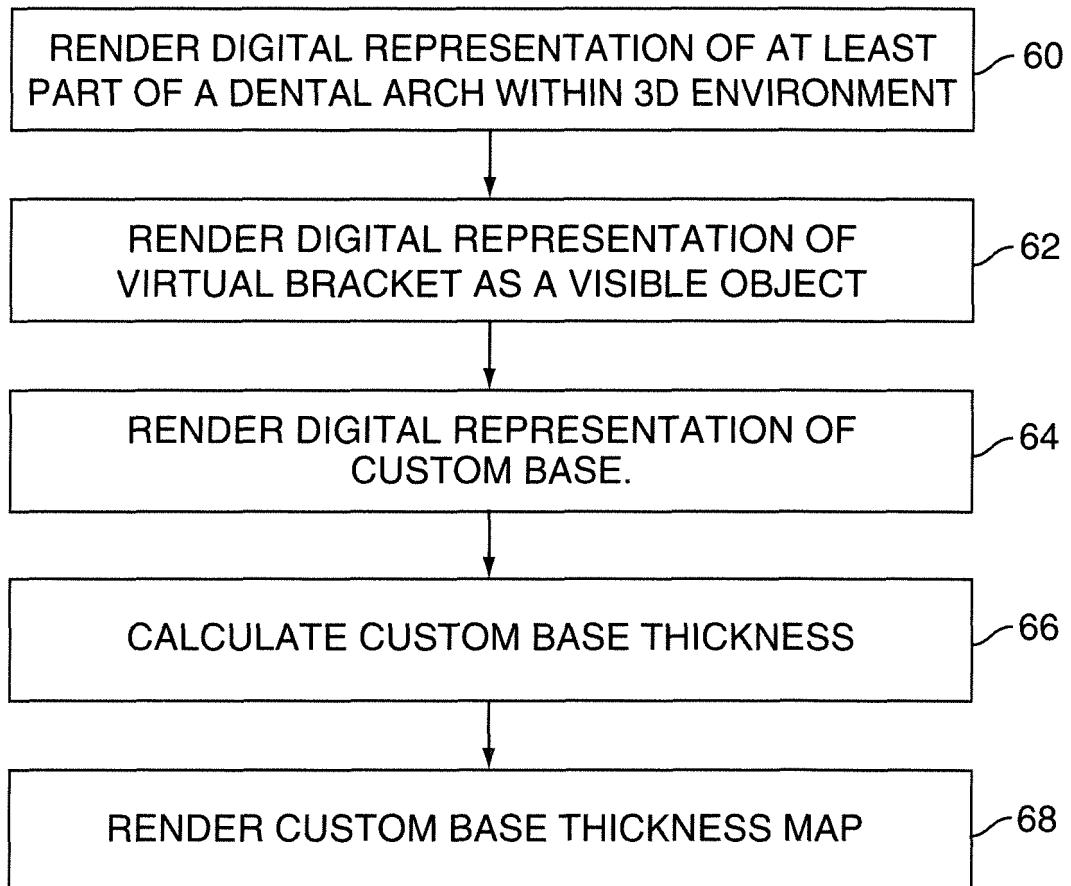 RENDER DIGITAL REPRESENTATION OF AT LEAST
PART OF A DENTAL ARCH WITHIN 3D ENVIRONMENT
60
RENDER DIGITAL REPRESENTATION OF
VIRTUAL BRACKET AS A VISIBLE OBJECT
62
RENDER DIGITAL REPRESENTATION OF
CUSTOM BASE.
64
CALCULATE CUSTOM BASE THICKNESS
66
RENDER CUSTOM BASE THICKNESS MAP
68